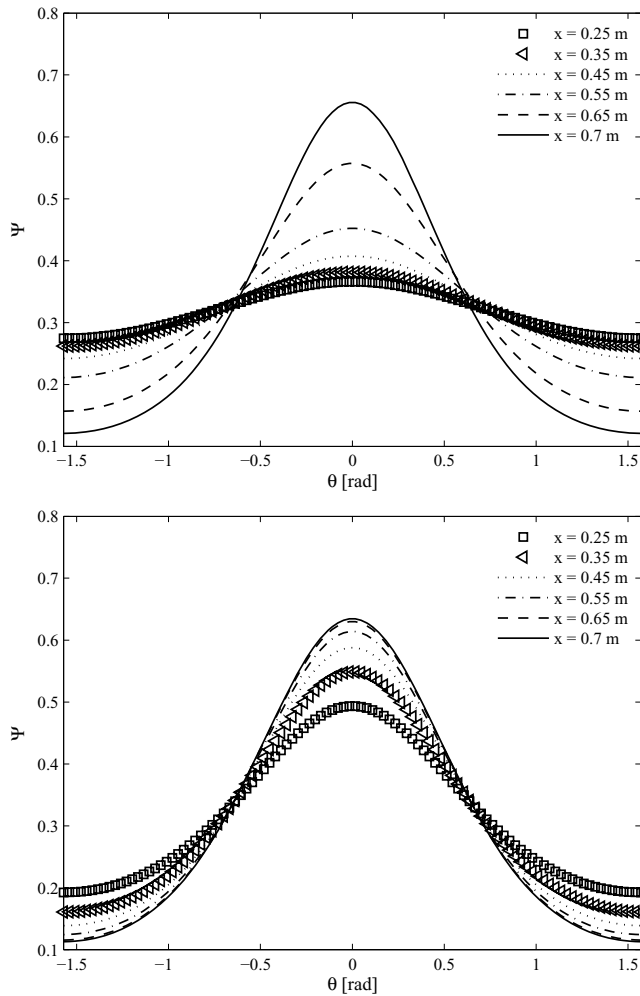 0.8
0.7
0.6
0.5
0.4
0.3
0.2
0.1
Ψ
x = 0.25 m
x = 0.35 m
x = 0.45 m
x = 0.55 m
x = 0.65 m
x = 0.7 m
−1.5 −1 −0.5 0 0.5 1 1.5
θ [rad]
0.8
0.7
0.6
0.5
0.4
0.3
0.2
0.1
Ψ
x = 0.25 m
x = 0.35 m
x = 0.45 m
x = 0.55 m
x = 0.65 m
x = 0.7 m
−1.5 −1 −0.5 0 0.5 1 1.5
θ [rad]